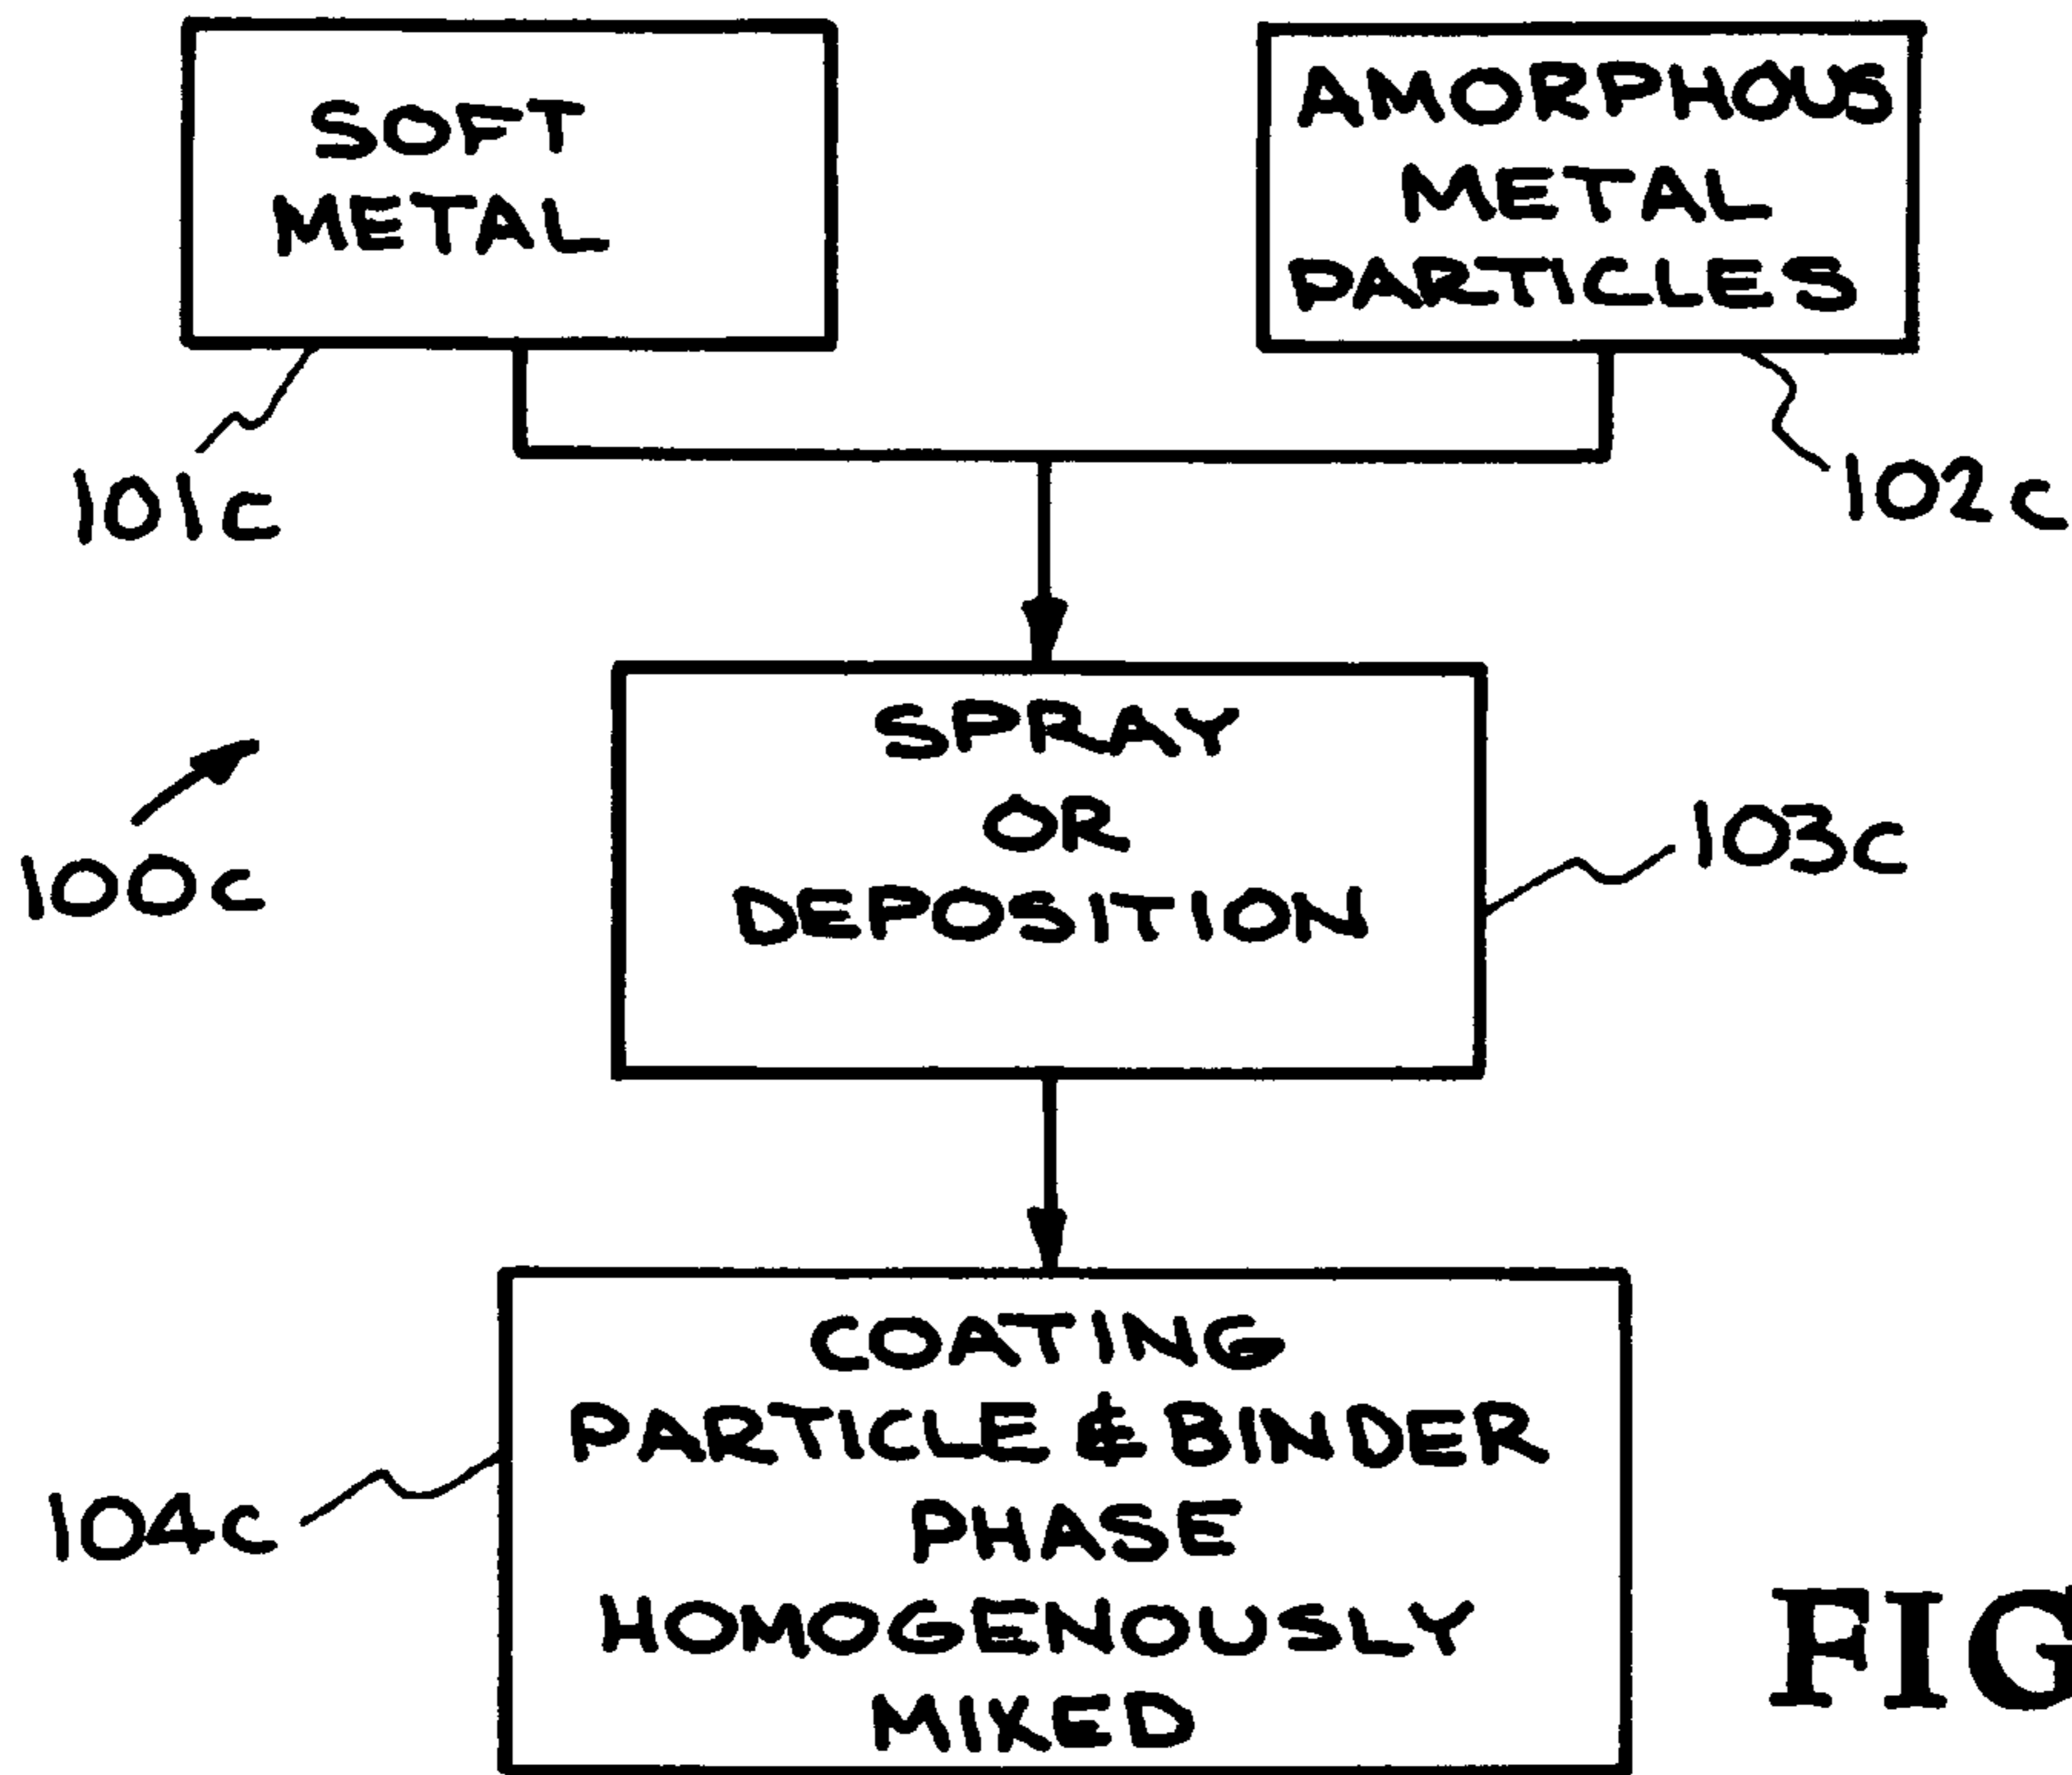 SOFT
METAL
AMORPHOUS
METAL
PARTICLES
101c
102c
SPRAY
OR
DEPOSITION
103c
100c
COATING
PARTICLE & BINDER
PHASE
HOMOGENOUSLY
MIXED
104c
FIG